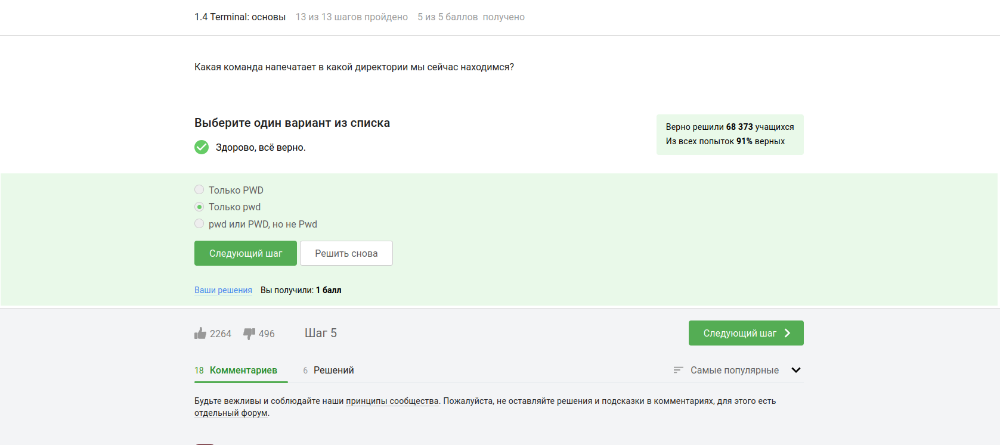 1.4 Terminal: основы 13 из 13 шагов пройдено 5 из 5 баллов получено
Какая команда напечатает в какой директории мы сейчас находимся?
Выберите один вариант из списка
Здорово, всё верно.
Верно решили 68 373 учащихся
Из всех попыток 91% верных
Только PWD
Только pwd
pwd или PWD, но не Pwd
Следующий шаг Решить снова
Ваши решения Вы получили: 1 балл
2264 496 Шаг 5 Следующий шаг
18 Комментариев 6 Решений Самые популярные
Будьте вежливы и соблюдайте наши принципы сообщества. Пожалуйста, не оставляйте решения и подсказки в комментариях, для этого есть
отдельный форум.